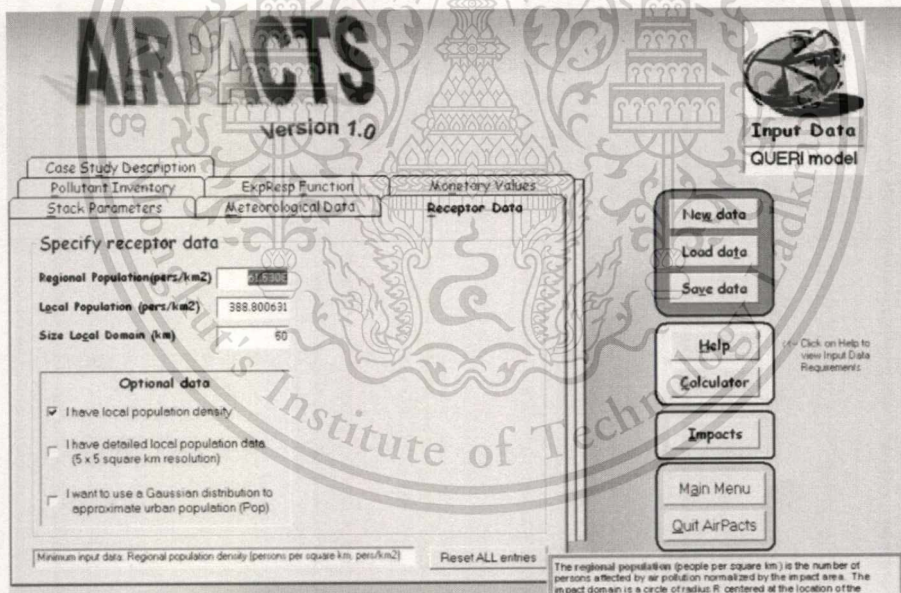 AIRPACTS
Version 1.0
Input Data
QUERI model
Case Study Description
Pollutant Inventory
ExpResp Function
Monetary Values
Stack Parameters
Meteorological Data
Receptor Data
Specify receptor data
Regional Population(pers/km2)
Local Population (pers/km2) 388.800631
Size Local Domain (km) 50
Optional data
I have local population density
I have detailed local population data
(5 x 5 square km resolution)
I want to use a Gaussian distribution to
approximate urban population (Pop)
Minimum input data: Regional population density (persons per square km, pers/km2)
Reset ALL entries
New data
Load data
Save data
Help
Calculator
Click on Help to
view Input Data
Requirements
Impacts
Main Menu
Quit AirPacts
The regional population (people per square km) is the number of
persons affected by air pollution normalized by the impact area. The
impact domain is a circle of radius R centered at the location of the
Institute of Technology